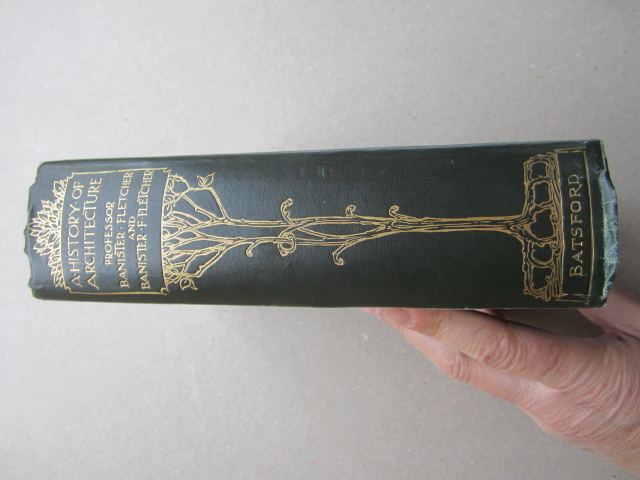 A HISTORY OF
ARCHITECTURE
PROFESSOR
BANISTER · FLETCHER
AND
BANISTER · F · FLETCHER
BATSFORD